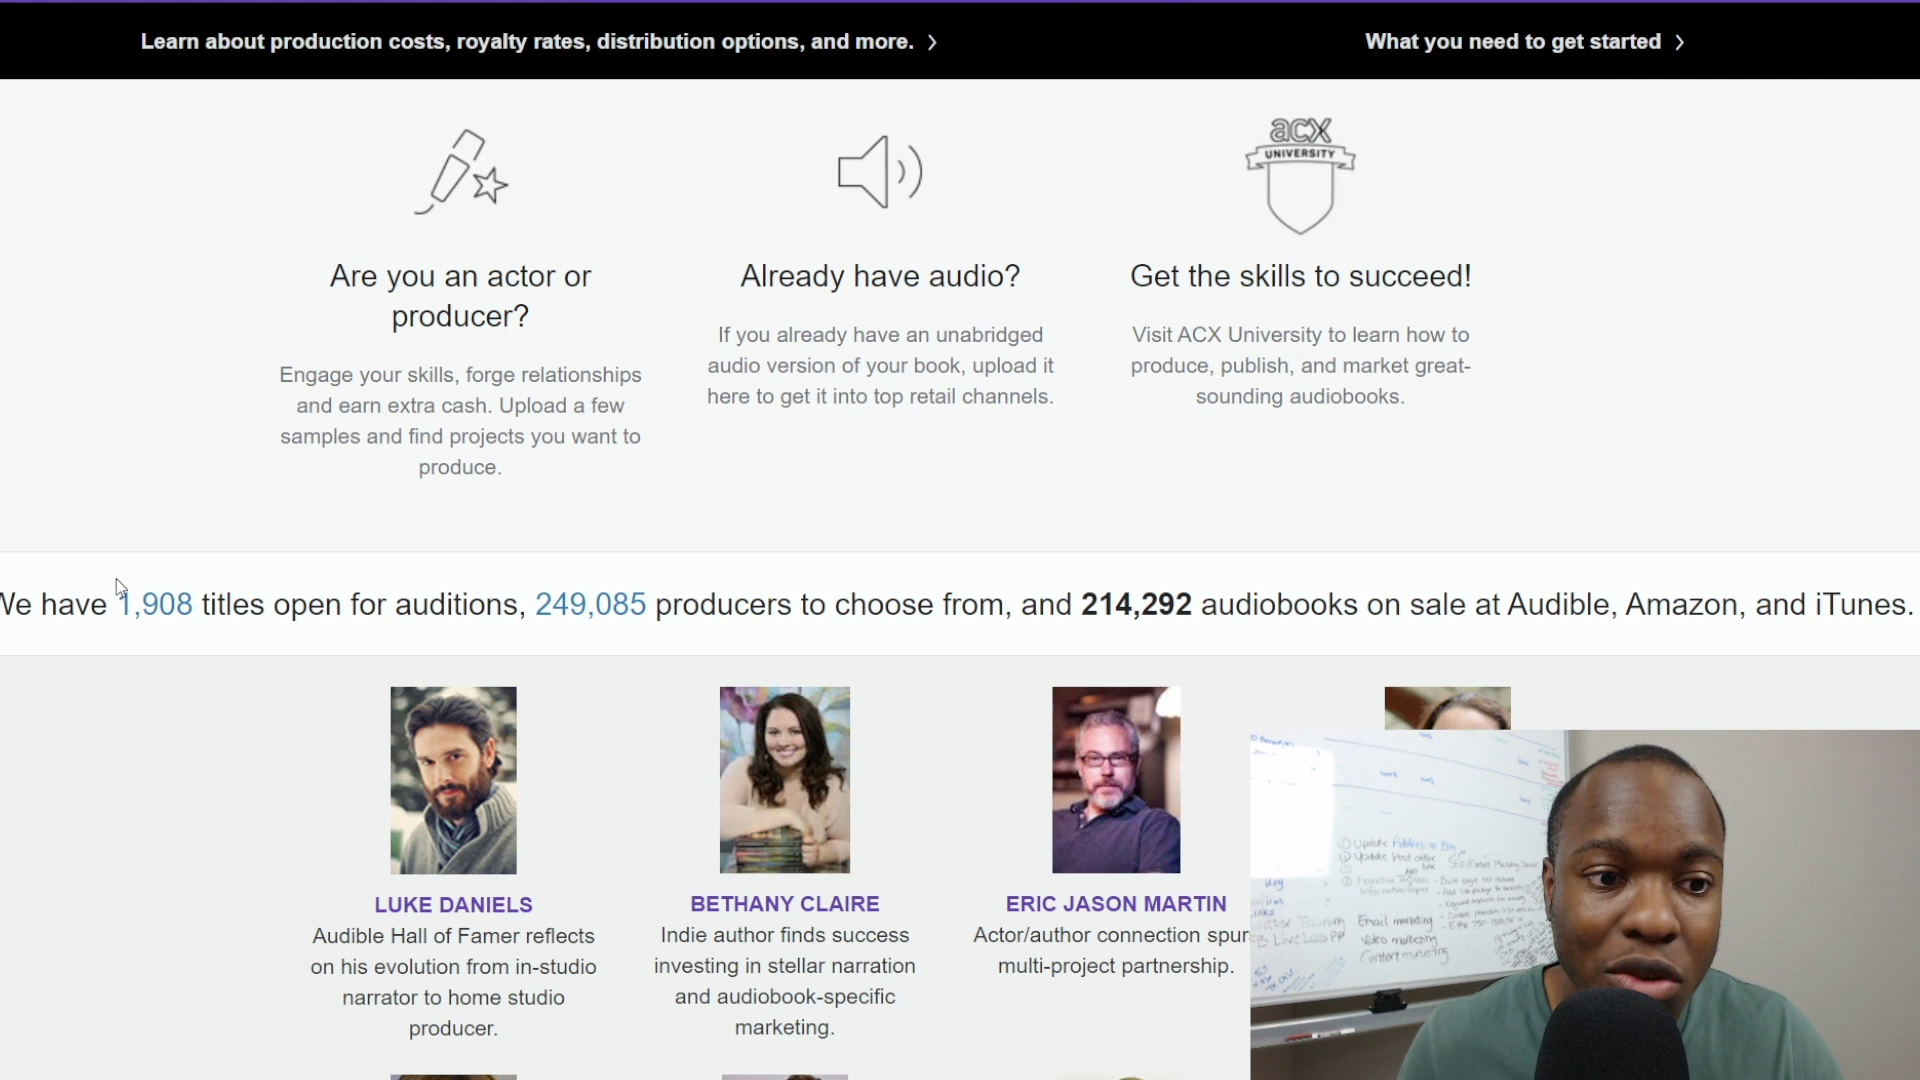 Learn about production costs, royalty rates, distribution options, and more. >
What you need to get started >
acx
UNIVERSITY
Are you an actor or
producer?
Engage your skills, forge relationships
and earn extra cash. Upload a few
samples and find projects you want to
produce.
Already have audio?
If you already have an unabridged
audio version of your book, upload it
here to get it into top retail channels.
Get the skills to succeed!
Visit ACX University to learn how to
produce, publish, and market great-
sounding audiobooks.
We have 1,908 titles open for auditions, 249,085 producers to choose from, and 214,292 audiobooks on sale at Audible, Amazon, and iTunes.
LUKE DANIELS
Audible Hall of Famer reflects
on his evolution from in-studio
narrator to home studio
producer.
BETHANY CLAIRE
Indie author finds success
investing in stellar narration
and audiobook-specific
marketing.
ERIC JASON MARTIN
Actor/author connection spur
multi-project partnership.
Update Address on
Update Host
Email marketing
Video marketing
Content marketing